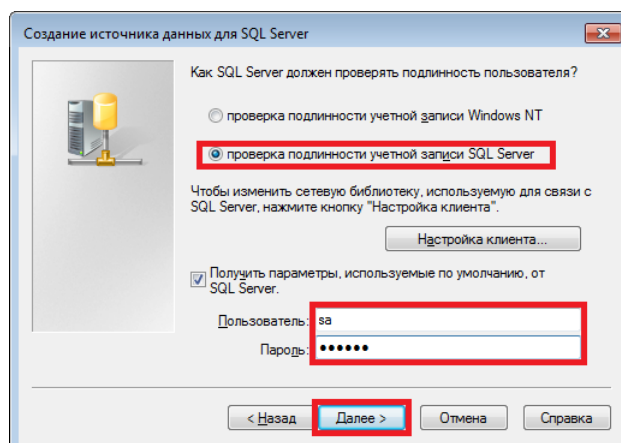 Создание источника данных для SQL Server
Как SQL Server должен проверять подлинность пользователя?
проверка подлинности учетной записи Windows NT
проверка подлинности учетной записи SQL Server
Чтобы изменить сетевую библиотеку, используемую для связи с
SQL Server, нажмите кнопку "Настройка клиента".
Настройка клиента...
Получить параметры, используемые по умолчанию, от
SQL Server.
Пользователь: sa
Пароль: ●●●●●●
< Назад Далее > Отмена Справка